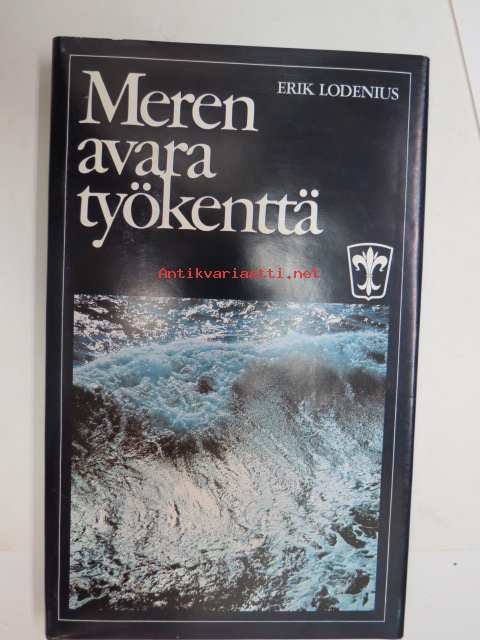 ERIK LODENIUS
Meren
avara
työkenttä
Antikvariaatti.net